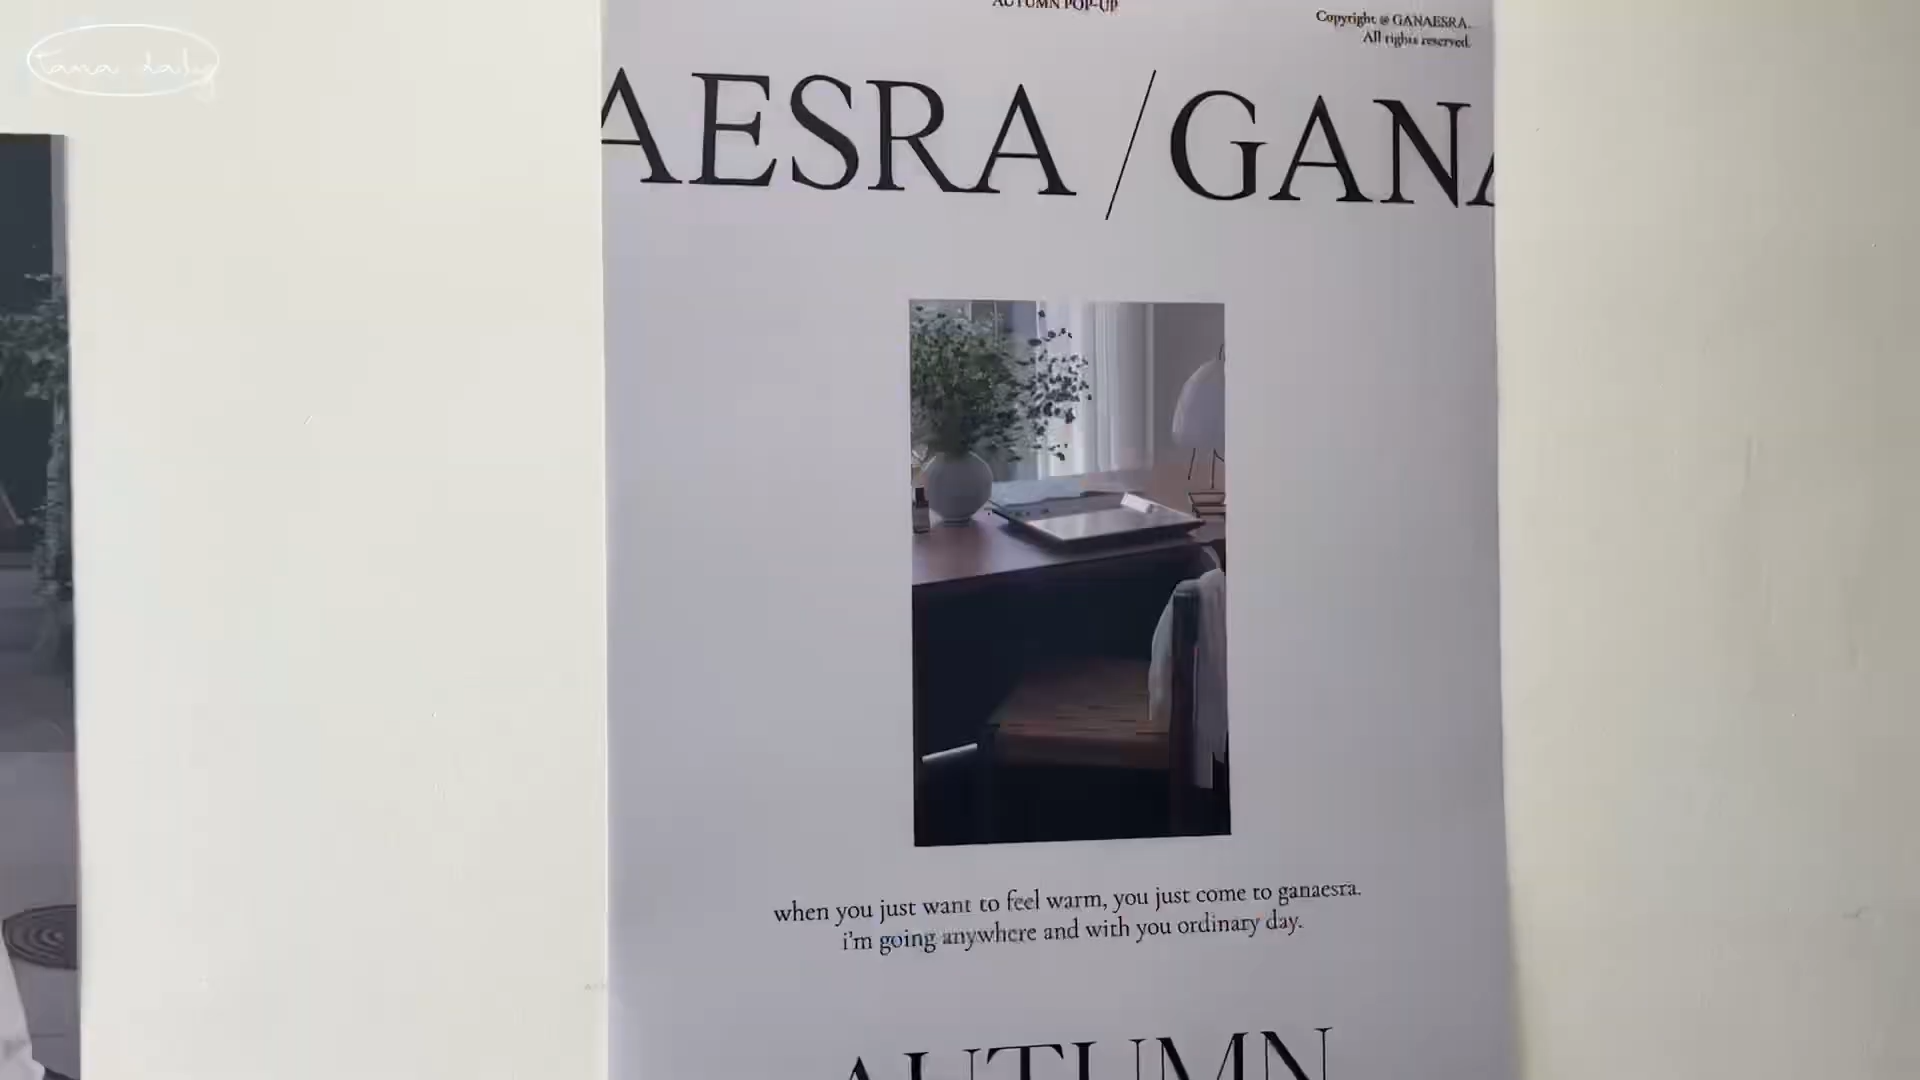 AUTUMN POP-UP
Copyright @ GANAESRA.
All rights reserved.
AESRA / GANA
when you just want to feel warm, you just come to ganaesra.
i'm going anywhere and with you ordinary day.
AUTUMN